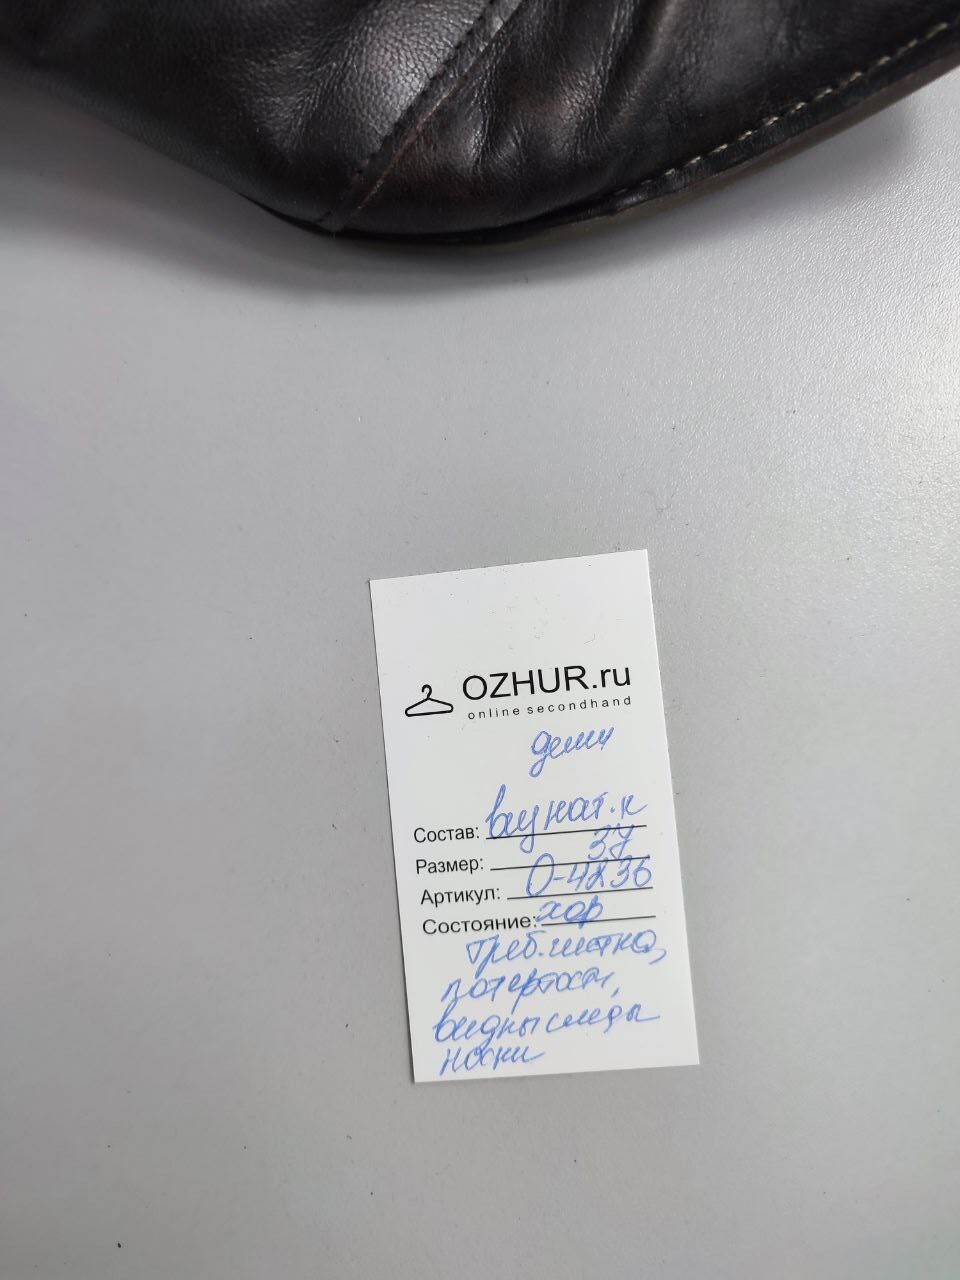 OZHUR.ru
online secondhand
деми
Состав: нат. к
Размер: 37
Артикул: О-4236
Состояние: хор
треб. чистка,
потертости,
видны следы
носки